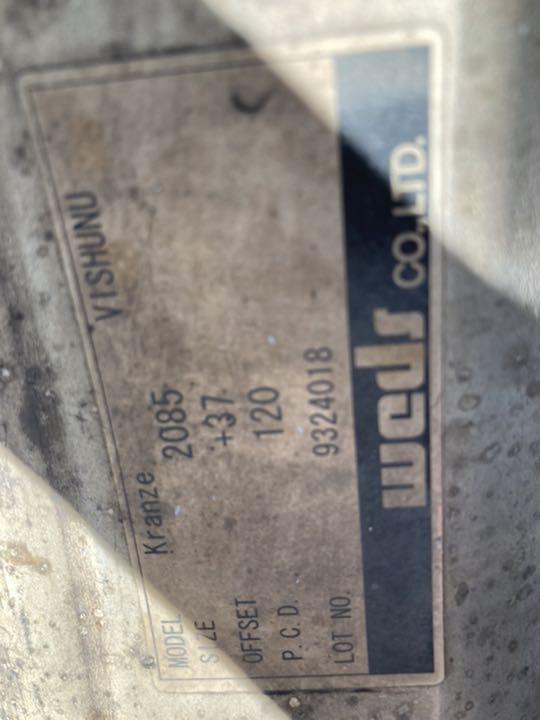 MODEL Kranze VISHUNU
SIZE 2085
OFFSET +37
P.C.D. 120
LOT NO. 9324018
weds CO.,LTD.